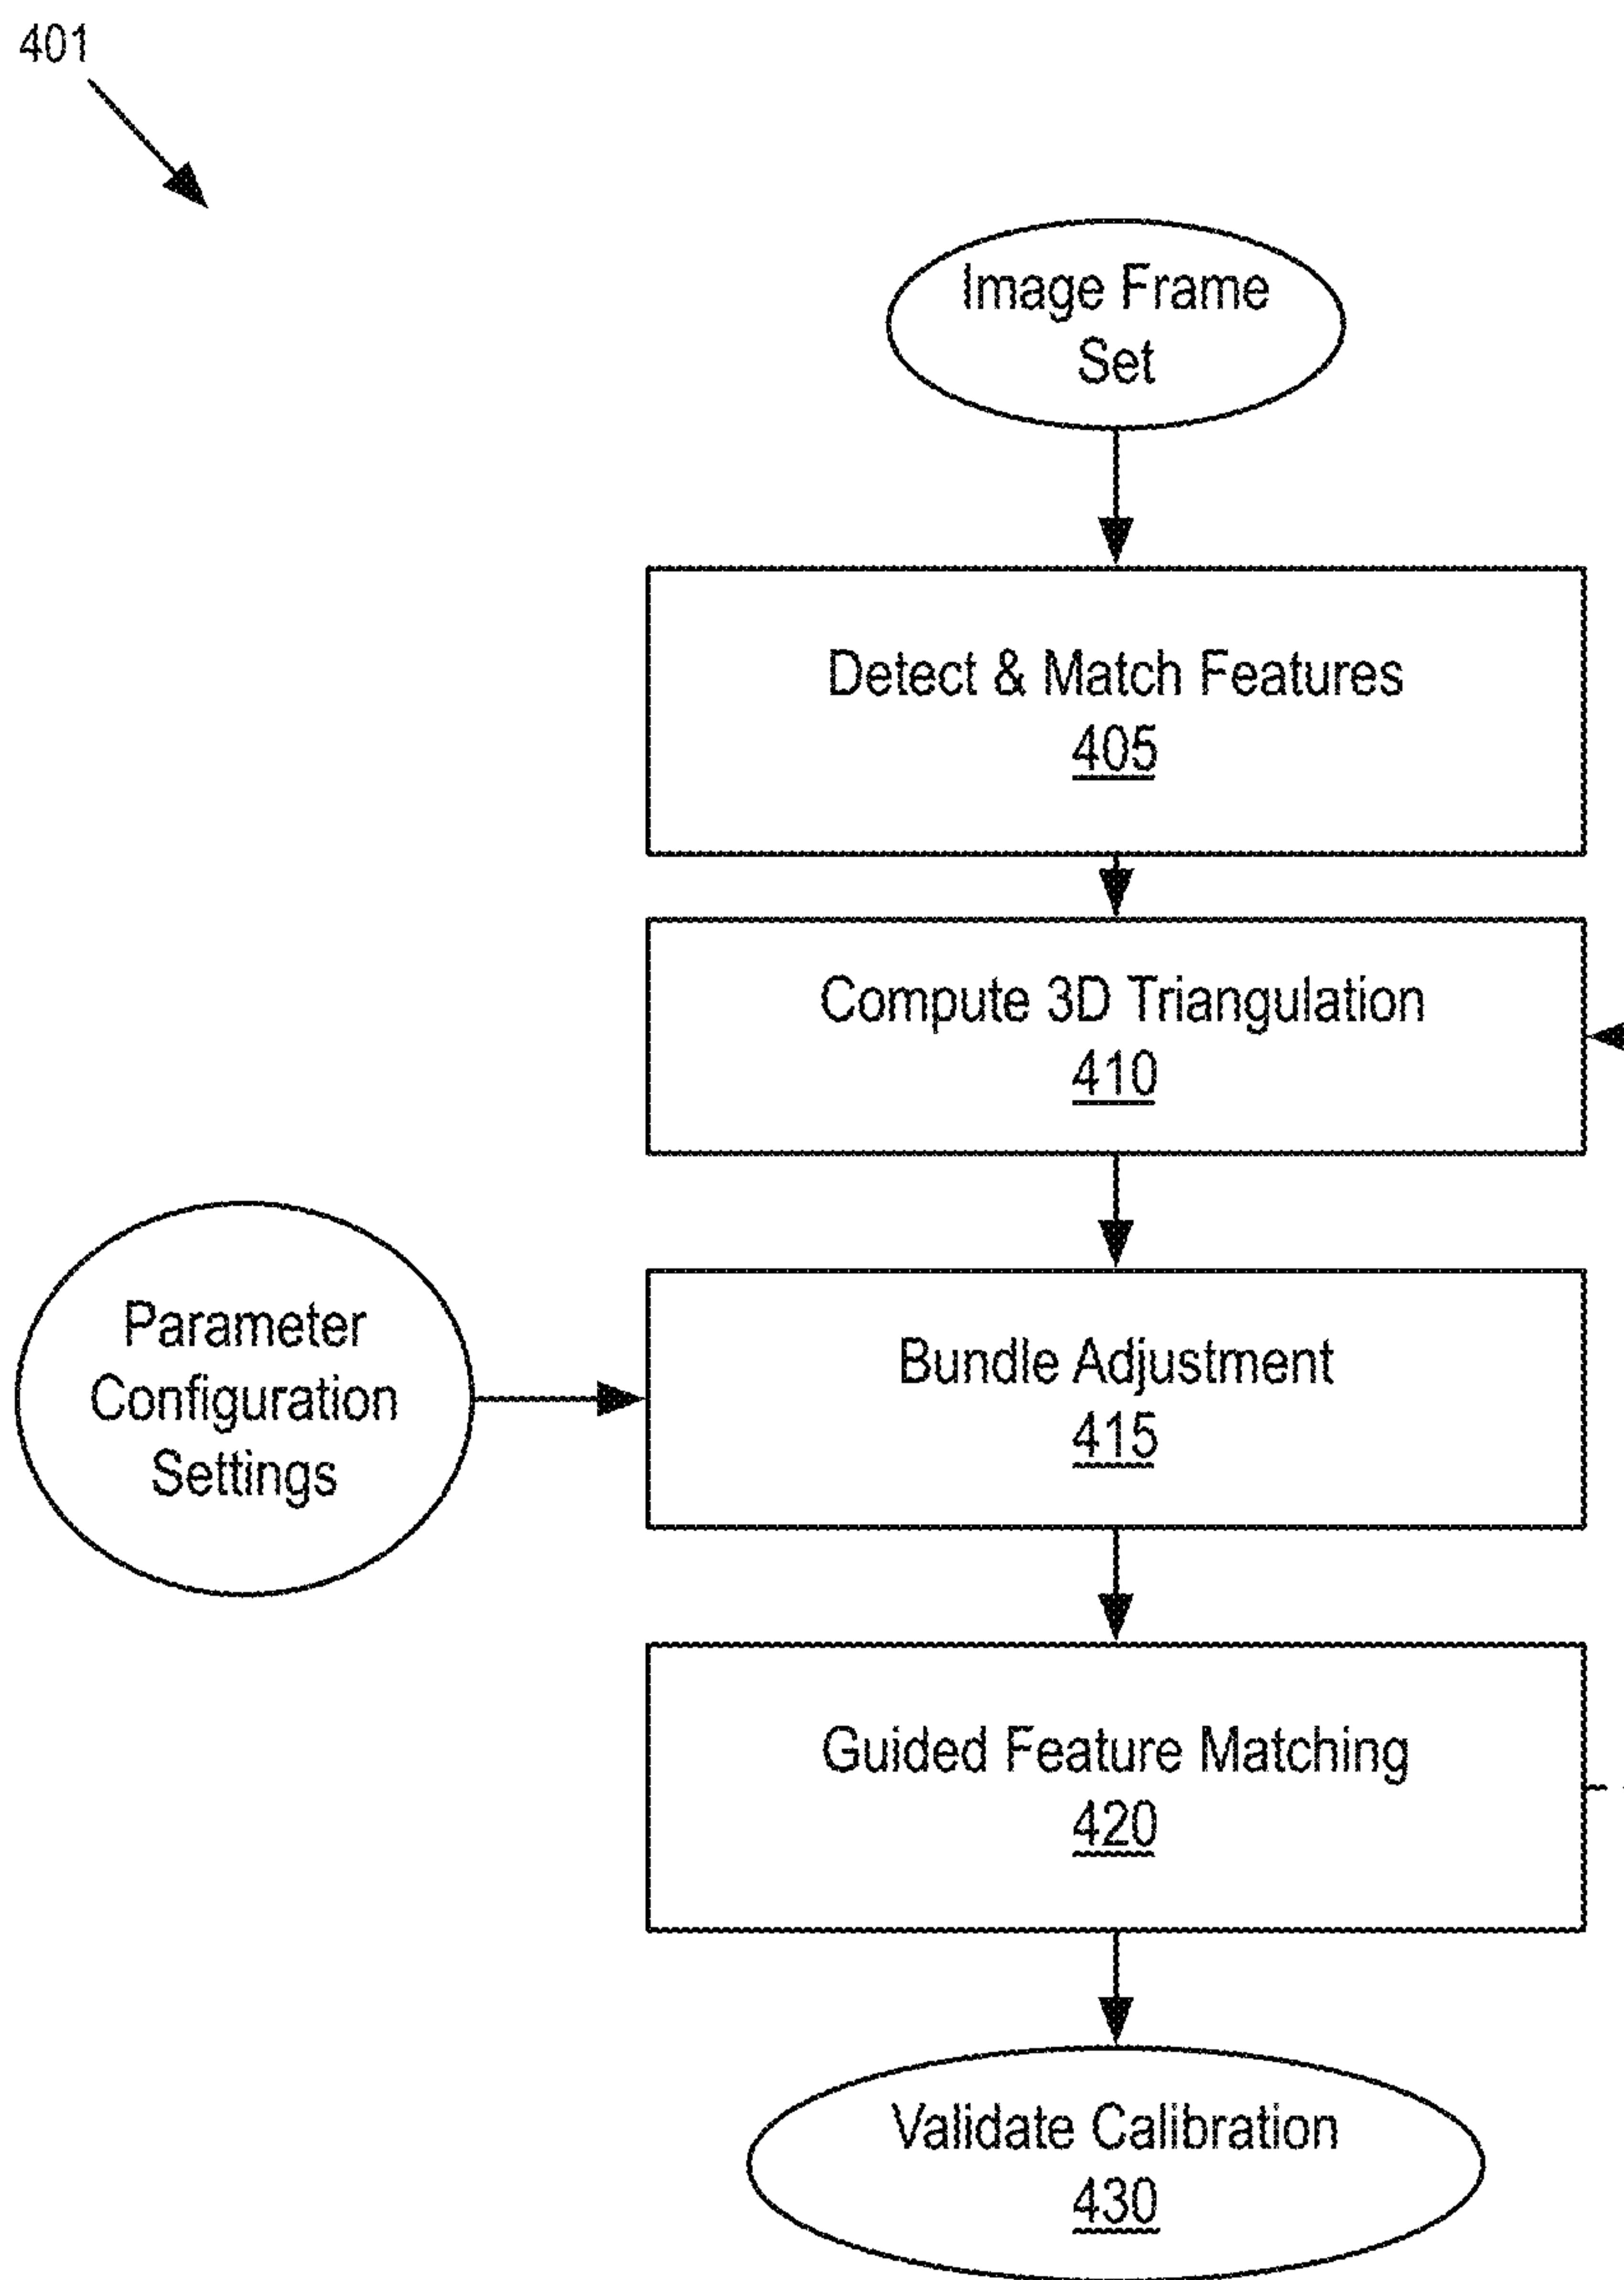 401
Image Frame
Set
Detect & Match Features
405
Compute 3D Triangulation
410
Parameter
Configuration
Settings
Bundle Adjustment
415
Guided Feature Matching
420
Validate Calibration
430